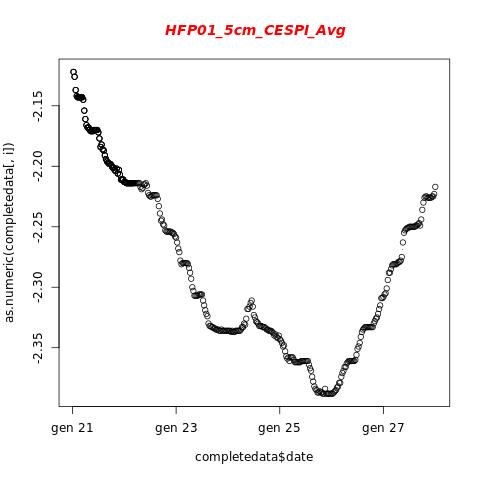 HFP01_5cm_CESPI_Avg
as.numeric(completedata[, i])
-2.15
-2.20
-2.25
-2.30
-2.35
gen 21
gen 23
gen 25
gen 27
completedata$date